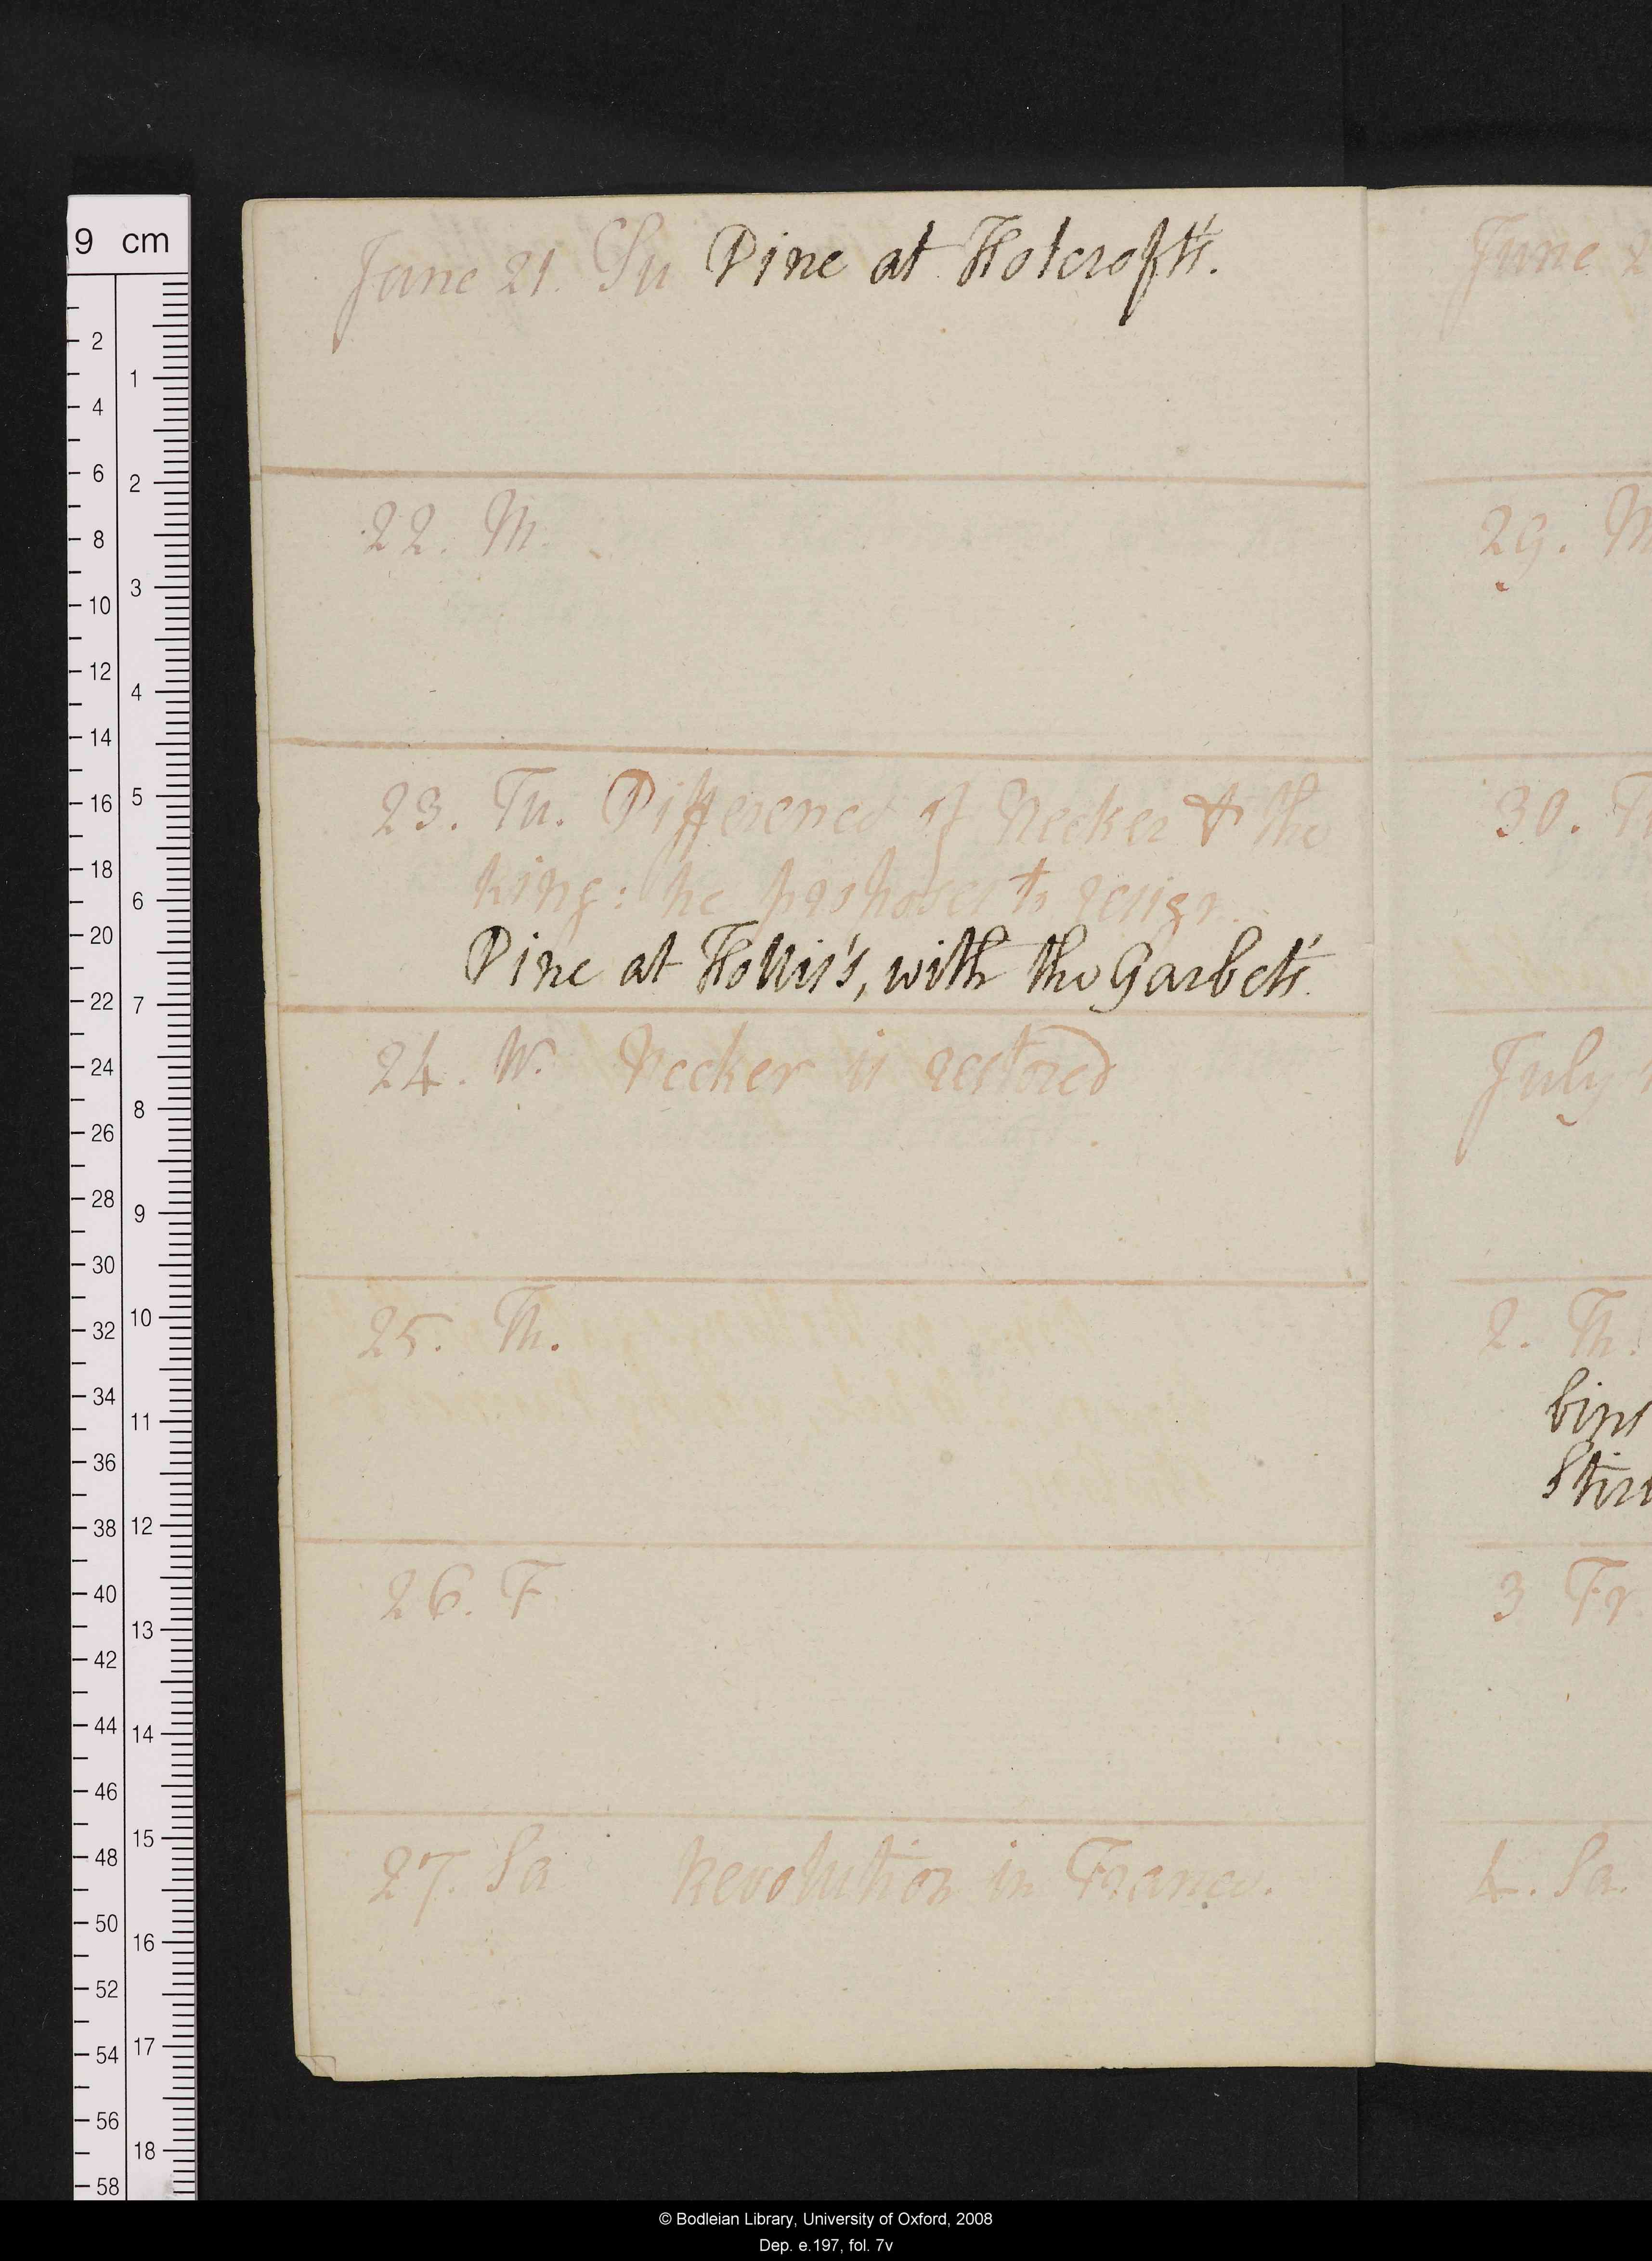 June 21. Su Dine at Holcroft's.
22. M.
23. Tu. Difference of Necker & the
king: he proposes to resign.
Dine at Hollis's, with the Garbets.
24. W. Necker is restored
25. Th.
26. F
27. Sa Revolution in France.
June 2
29. M
30. T
July 1
2. Th.
bins
Stir
3 Fr
4. Sa.
9 cm
2 4 6 8 10 12 14 16 18 20 22 24 26 28 30 32 34 36 38 40 42 44 46 48 50 52 54 56 58
1 2 3 4 5 6 7 8 9 10 11 12 13 14 15 16 17 18
© Bodleian Library, University of Oxford, 2008
Dep. e.197, fol. 7v